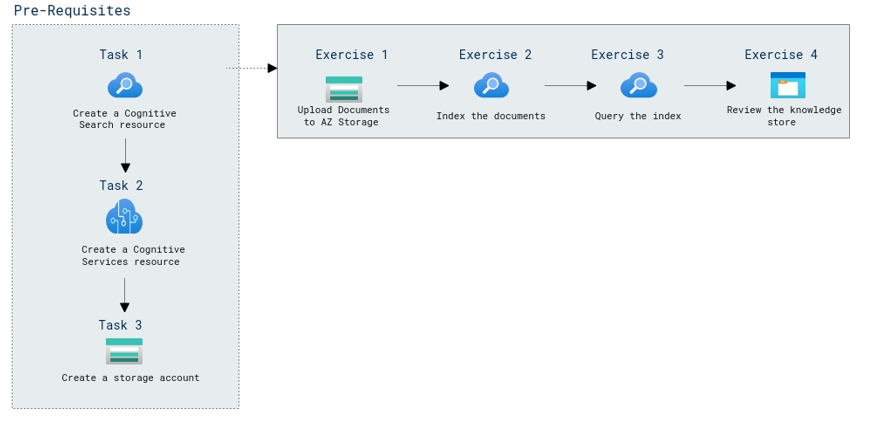 Pre-Requisites
Task 1
Create a Cognitive
Search resource
Task 2
Create a Cognitive
Services resource
Task 3
Create a storage account
Exercise 1
Upload Documents
to AZ Storage
Exercise 2
Index the documents
Exercise 3
Query the index
Exercise 4
Review the knowledge
store